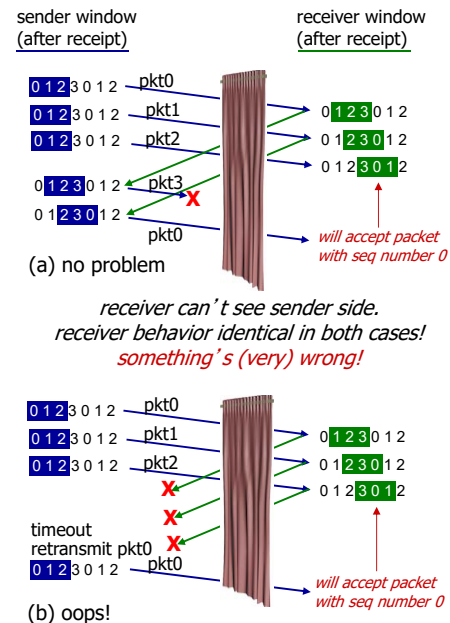 sender window
(after receipt)
receiver window
(after receipt)
0 1 2 3 0 1 2
pkt0
0 1 2 3 0 1 2
pkt1
0 1 2 3 0 1 2
pkt2
0 1 2 3 0 1 2
0 1 2 3 0 1 2
0 1 2 3 0 1 2
0 1 2 3 0 1 2
pkt3
X
0 1 2 3 0 1 2
pkt0
will accept packet
with seq number 0
(a) no problem
receiver can't see sender side.
receiver behavior identical in both cases!
something's (very) wrong!
0 1 2 3 0 1 2
pkt0
0 1 2 3 0 1 2
pkt1
0 1 2 3 0 1 2
pkt2
0 1 2 3 0 1 2
0 1 2 3 0 1 2
0 1 2 3 0 1 2
X
X
X
timeout
retransmit pkt0
0 1 2 3 0 1 2
pkt0
will accept packet
with seq number 0
(b) oops!